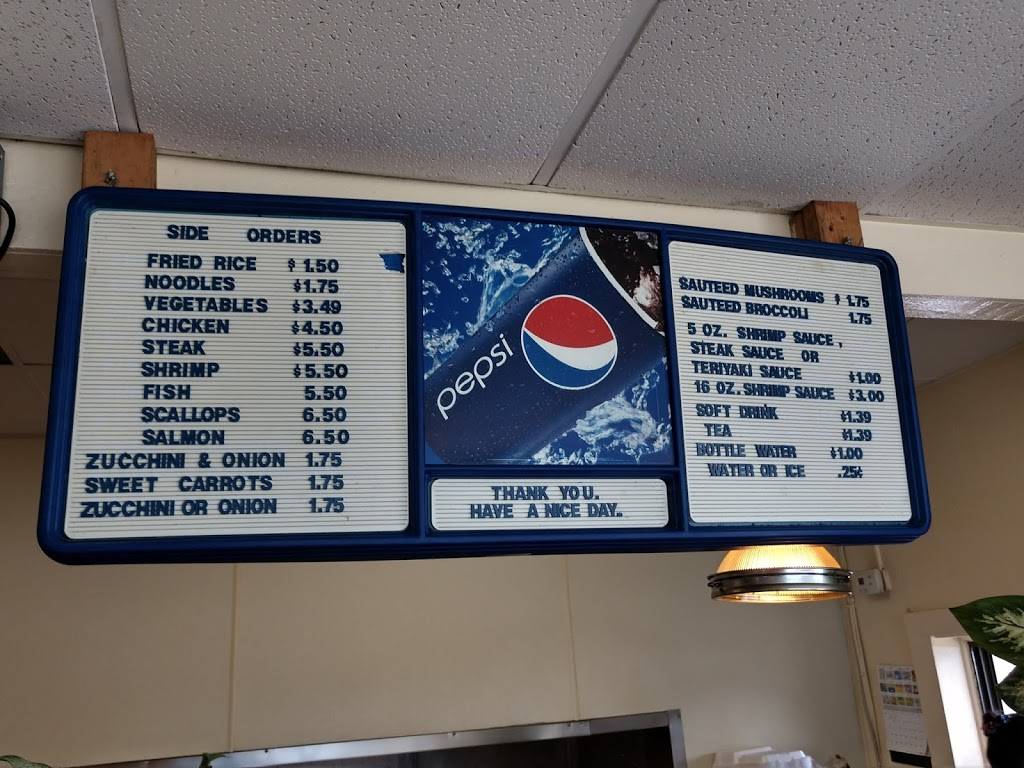 SIDE ORDERS
FRIED RICE $ 1.50
NOODLES $1.75
VEGETABLES $3.49
CHICKEN $4.50
STEAK $5.50
SHRIMP $5.50
FISH 5.50
SCALLOPS 6.50
SALMON 6.50
ZUCCHINI & ONION 1.75
SWEET CARROTS 1.75
ZUCCHINI OR ONION 1.75
pepsi
THANK YOU.
HAVE A NICE DAY..
SAUTEED MUSHROOMS $ 1.75
SAUTEED BROCCOLI 1.75
5 OZ. SHRIMP SAUCE,
STEAK SAUCE OR
TERIYAKI SAUCE $1.00
16 OZ. SHRIMP SAUCE $3.00
SOFT DRINK $1.39
TEA $1.39
BOTTLE WATER $1.00
WATER OR ICE .25¢